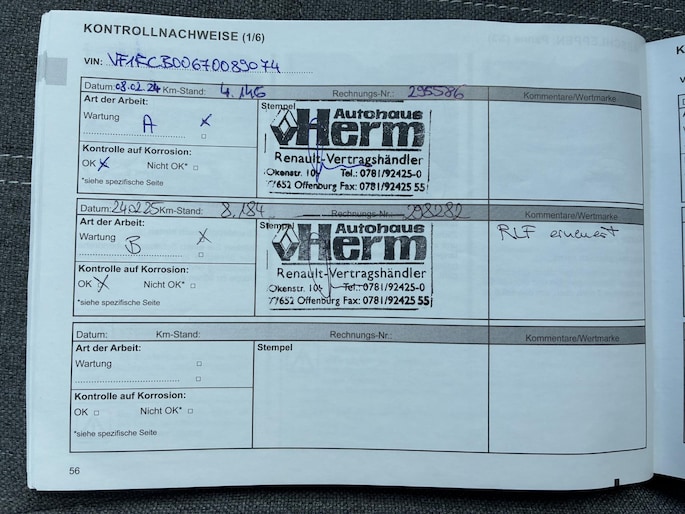 KONTROLLNACHWEISE (1/6)
VIN: VF1RCB00670089074
Datum: 08.02.24 Km-Stand: 4.146 Rechnungs-Nr.: 295586 Kommentare/Wertmarke
Art der Arbeit:
Wartung A x
Kontrolle auf Korrosion:
OK x Nicht OK*
*siehe spezifische Seite
Stempel
Autohaus
Herm
Renault-Vertragshändler
Okenstr. 10 Tel.: 0781/92425-0
77652 Offenburg Fax: 0781/92425 55
Datum: 24.02.25 Km-Stand: 8.184 Rechnungs-Nr.: 298282 Kommentare/Wertmarke
Art der Arbeit:
Wartung B x
Kontrolle auf Korrosion:
OK x Nicht OK*
*siehe spezifische Seite
Stempel
Autohaus
Herm
Renault-Vertragshändler
Okenstr. 10 Tel.: 0781/92425-0
77652 Offenburg Fax: 0781/92425 55
RLF erneuert
Datum: Km-Stand: Rechnungs-Nr.: Kommentare/Wertmarke
Art der Arbeit:
Wartung
Kontrolle auf Korrosion:
OK Nicht OK*
*siehe spezifische Seite
Stempel
56